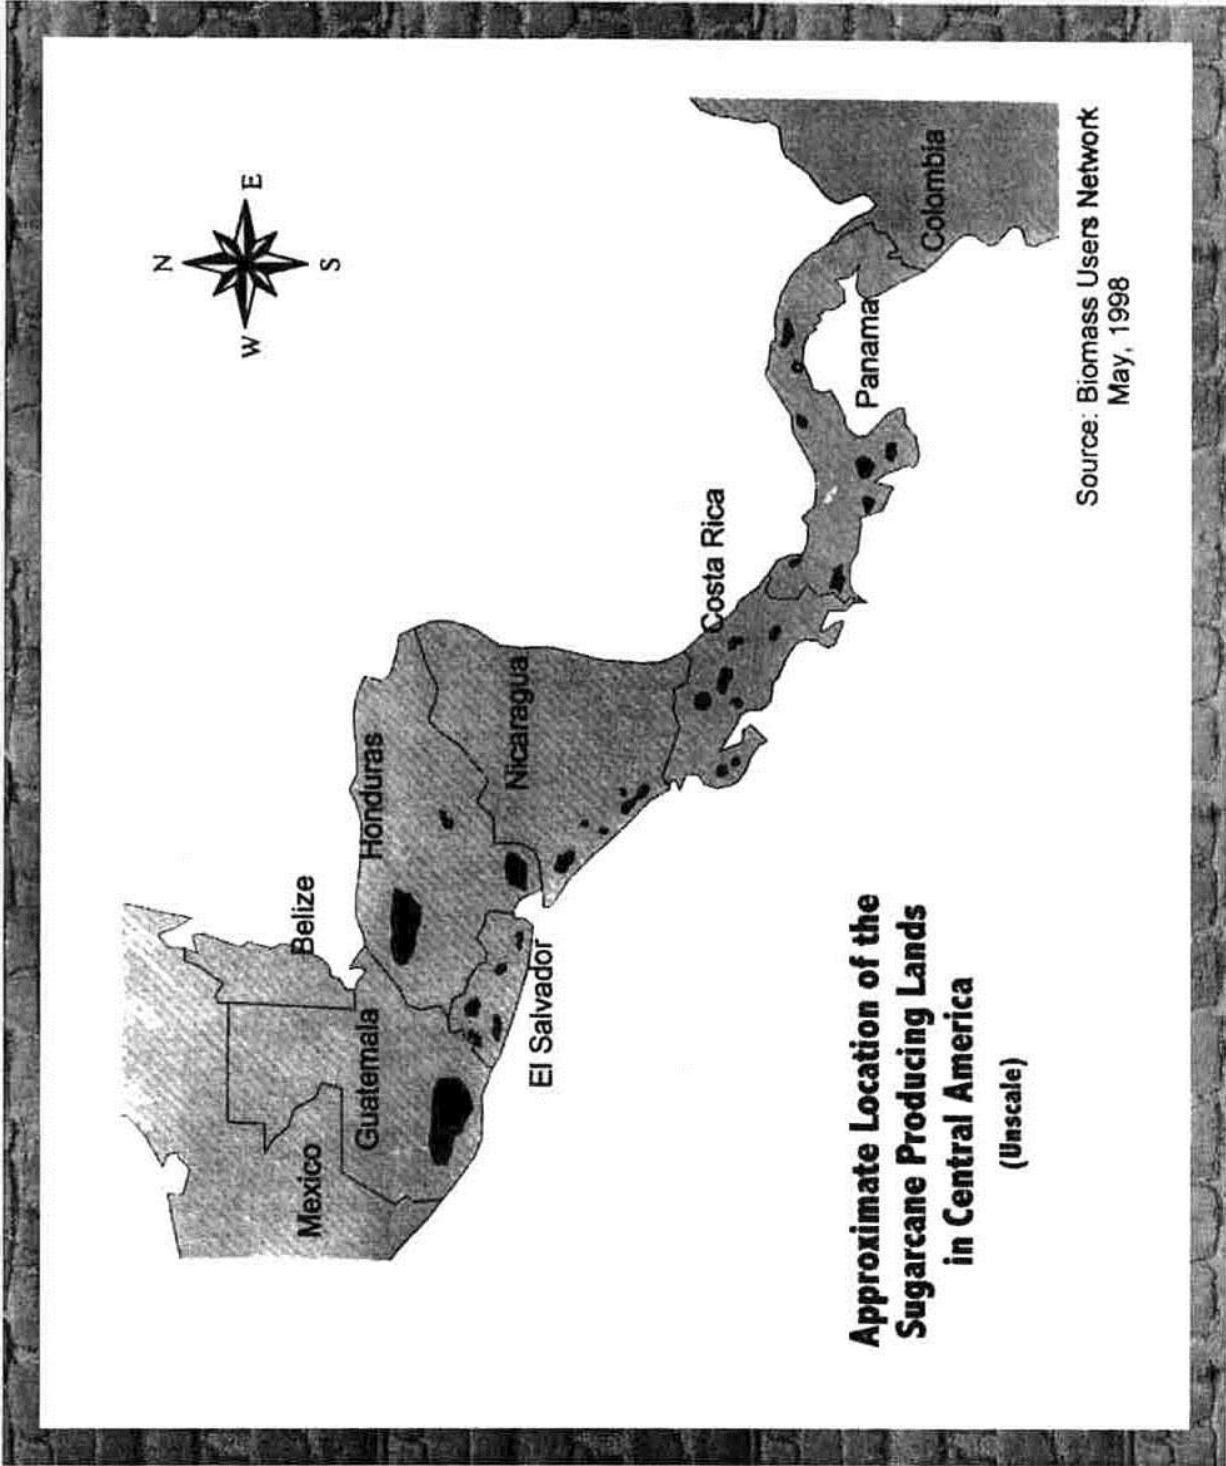 N
W
E
S
Mexico
Guatemala
Belize
Honduras
El Salvador
Nicaragua
Costa Rica
Panama
Colombia
Approximate Location of the
Sugarcane Producing Lands
in Central America
(Unscale)
Source: Biomass Users Network
May, 1998